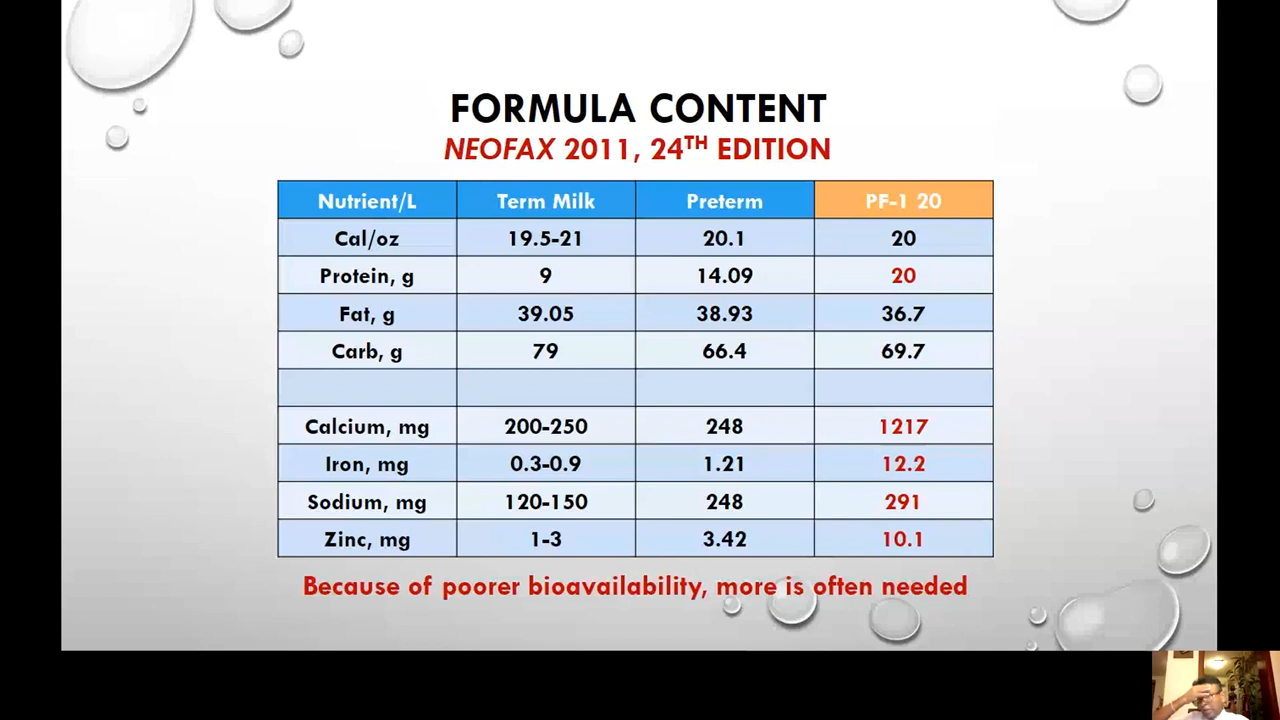 FORMULA CONTENT
NEOFAX 2011, 24TH EDITION
Nutrient/L Term Milk Preterm PF-1 20
Cal/oz 19.5-21 20.1 20
Protein, g 9 14.09 20
Fat, g 39.05 38.93 36.7
Carb, g 79 66.4 69.7
Calcium, mg 200-250 248 1217
Iron, mg 0.3-0.9 1.21 12.2
Sodium, mg 120-150 248 291
Zinc, mg 1-3 3.42 10.1
Because of poorer bioavailability, more is often needed